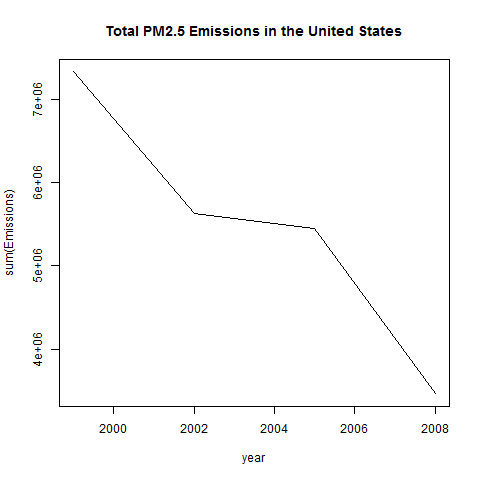 Total PM2.5 Emissions in the United States
sum(Emissions)
7e+06
6e+06
5e+06
4e+06
2000 2002 2004 2006 2008
year